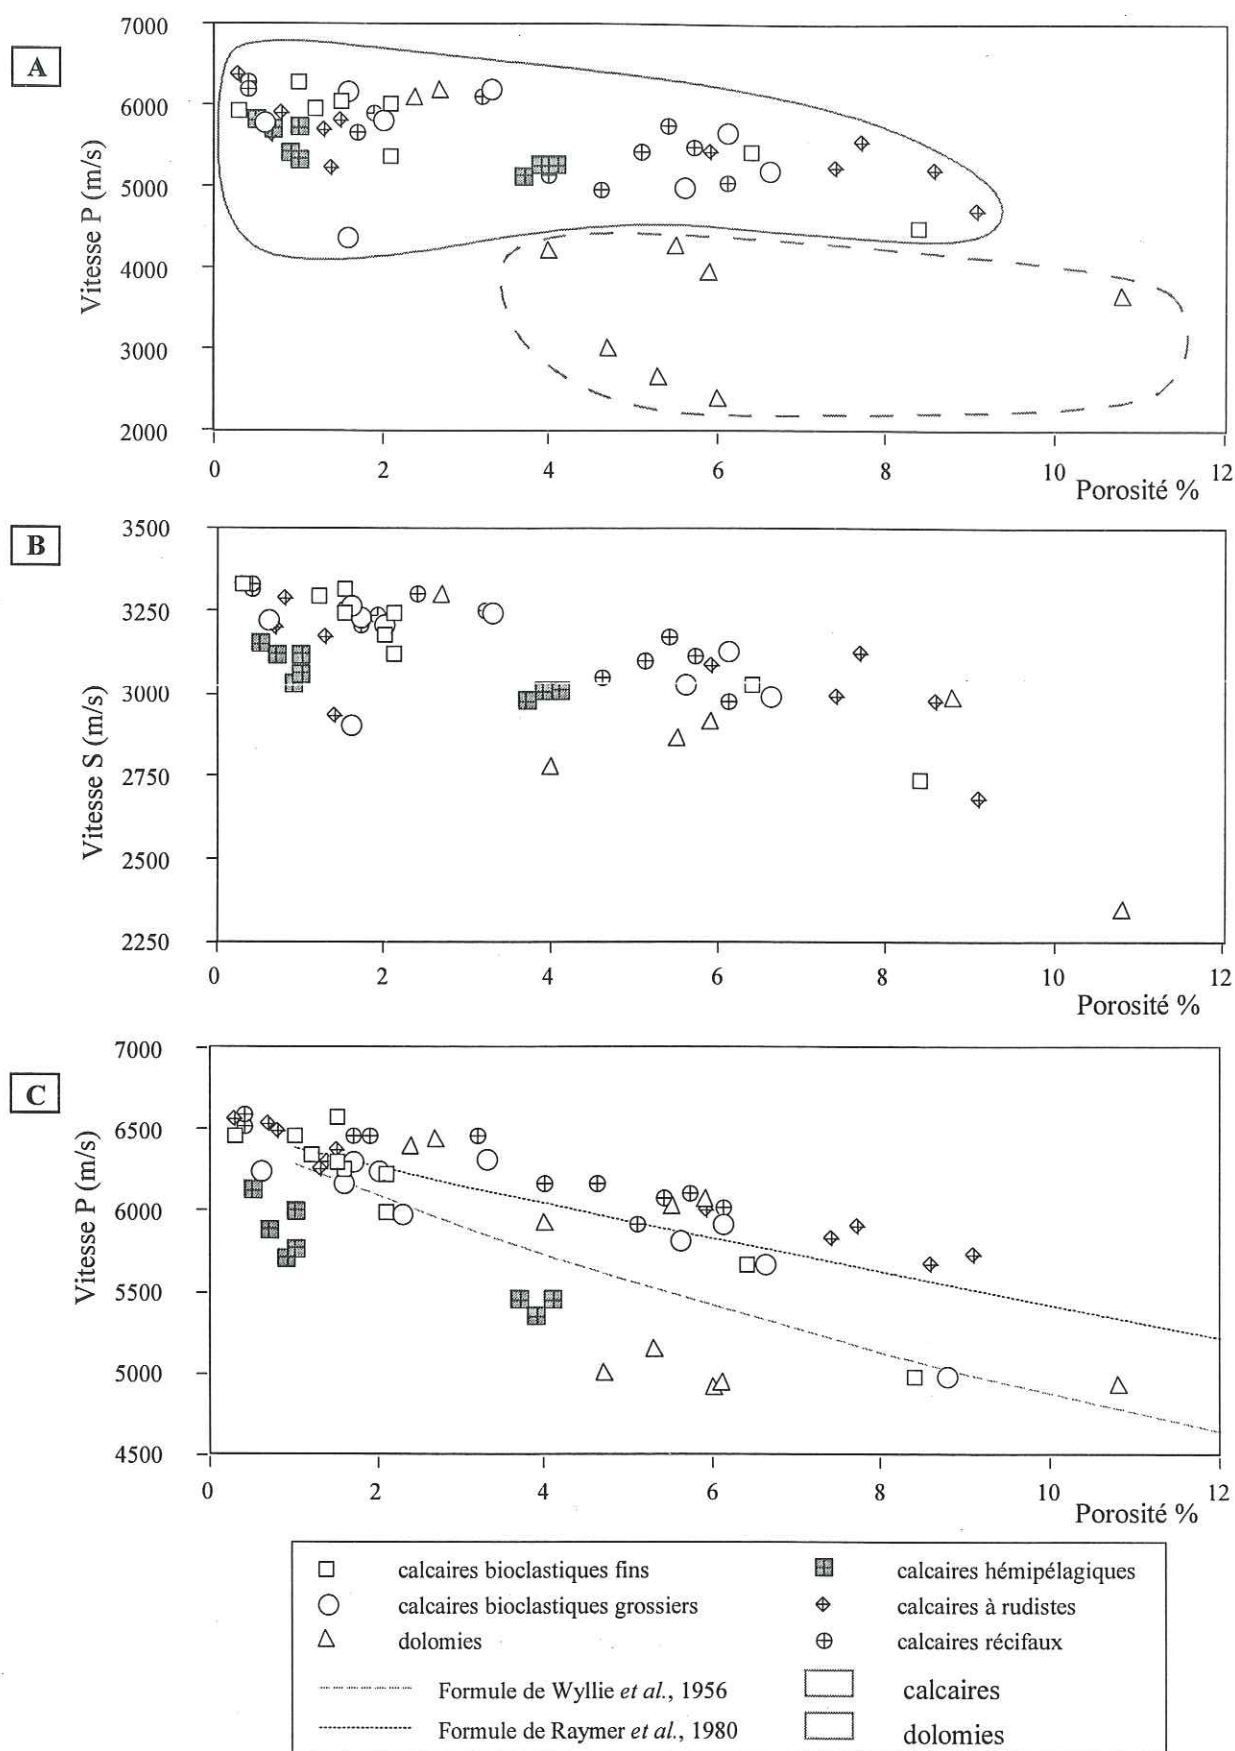 A
Vitesse P (m/s)
7000
6000
5000
4000
3000
2000
0 2 4 6 8 10 12
Porosité %
B
Vitesse S (m/s)
3500
3250
3000
2750
2500
2250
0 2 4 6 8 10 12
Porosité %
C
Vitesse P (m/s)
7000
6500
6000
5500
5000
4500
0 2 4 6 8 10 12
Porosité %
calcaires bioclastiques fins
calcaires bioclastiques grossiers
dolomies
Formule de Wyllie et al., 1956
Formule de Raymer et al., 1980
calcaires hémipélagiques
calcaires à rudistes
calcaires récifaux
calcaires
dolomies